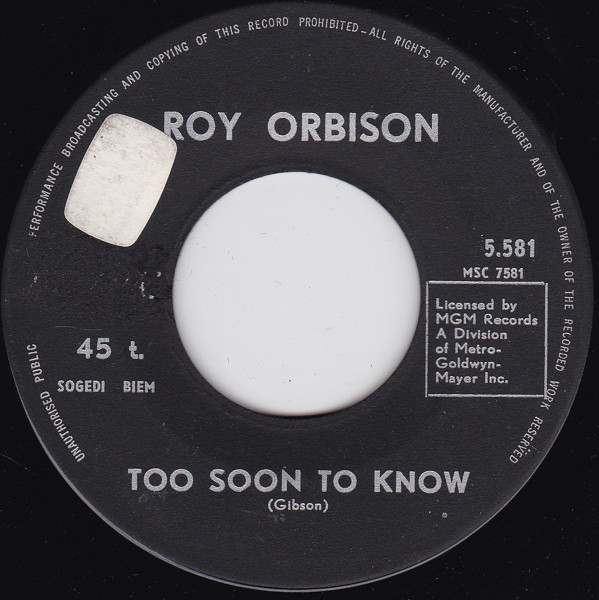 UNAUTHORISED PUBLIC PERFORMANCE BROADCASTING AND COPYING OF THIS RECORD PROHIBITED-ALL RIGHTS OF THE MANUFACTURER AND OF THE OWNER OF THE RECORDED WORK RESERVED
ROY ORBISON
5.581
MSC 7581
Licensed by
MGM Records
A Division
of Metro-
Goldwyn-
Mayer Inc.
45 t.
SOGEDI BIEM
TOO SOON TO KNOW
(Gibson)